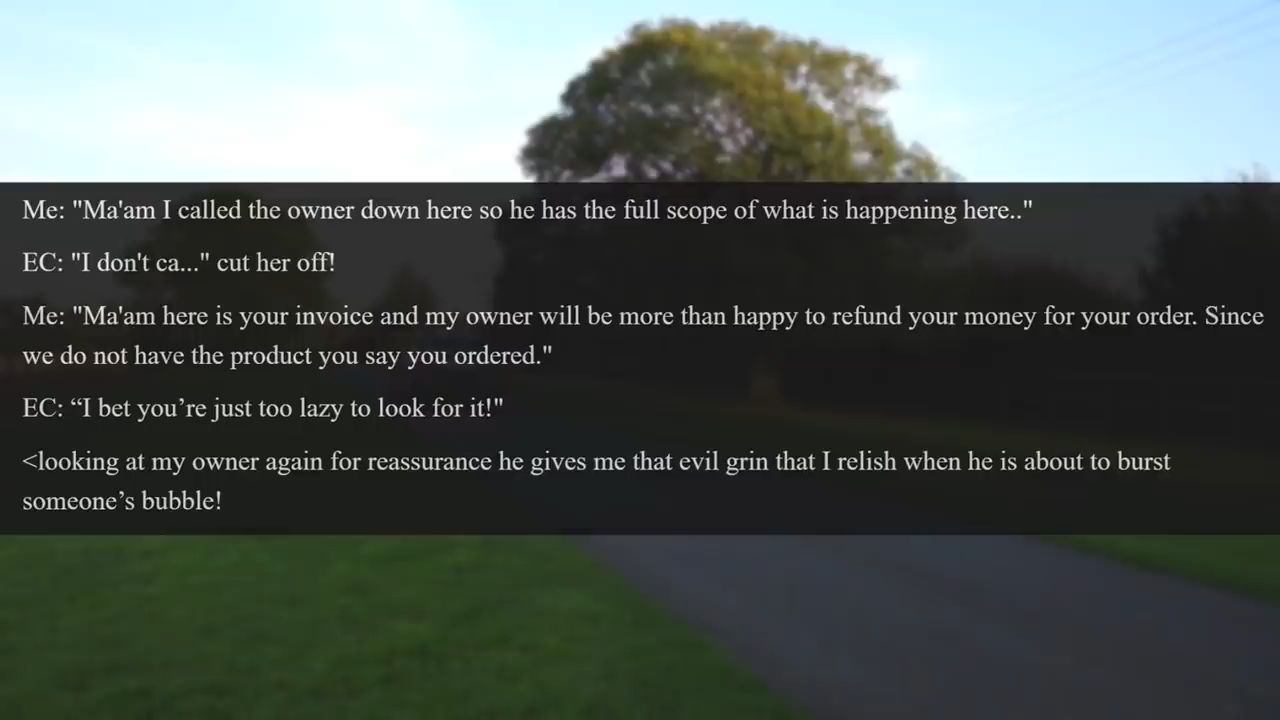 Me: "Ma'am I called the owner down here so he has the full scope of what is happening here.."
EC: "I don't ca..." cut her off!
Me: "Ma'am here is your invoice and my owner will be more than happy to refund your money for your order. Since
we do not have the product you say you ordered."
EC: “I bet you’re just too lazy to look for it!"
<looking at my owner again for reassurance he gives me that evil grin that I relish when he is about to burst
someone’s bubble!